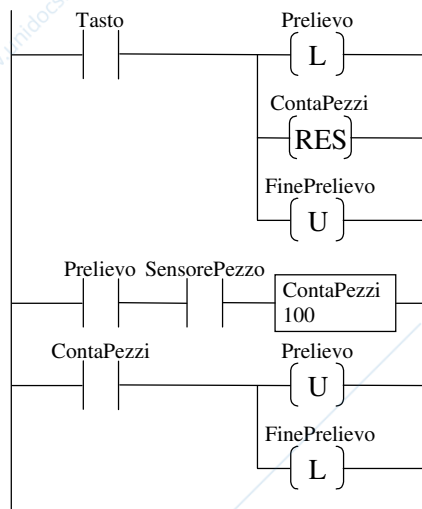 Tasto
Prelievo
L
ContaPezzi
RES
FinePrelievo
U
Prelievo SensorePezzo
ContaPezzi
100
ContaPezzi
Prelievo
U
FinePrelievo
L